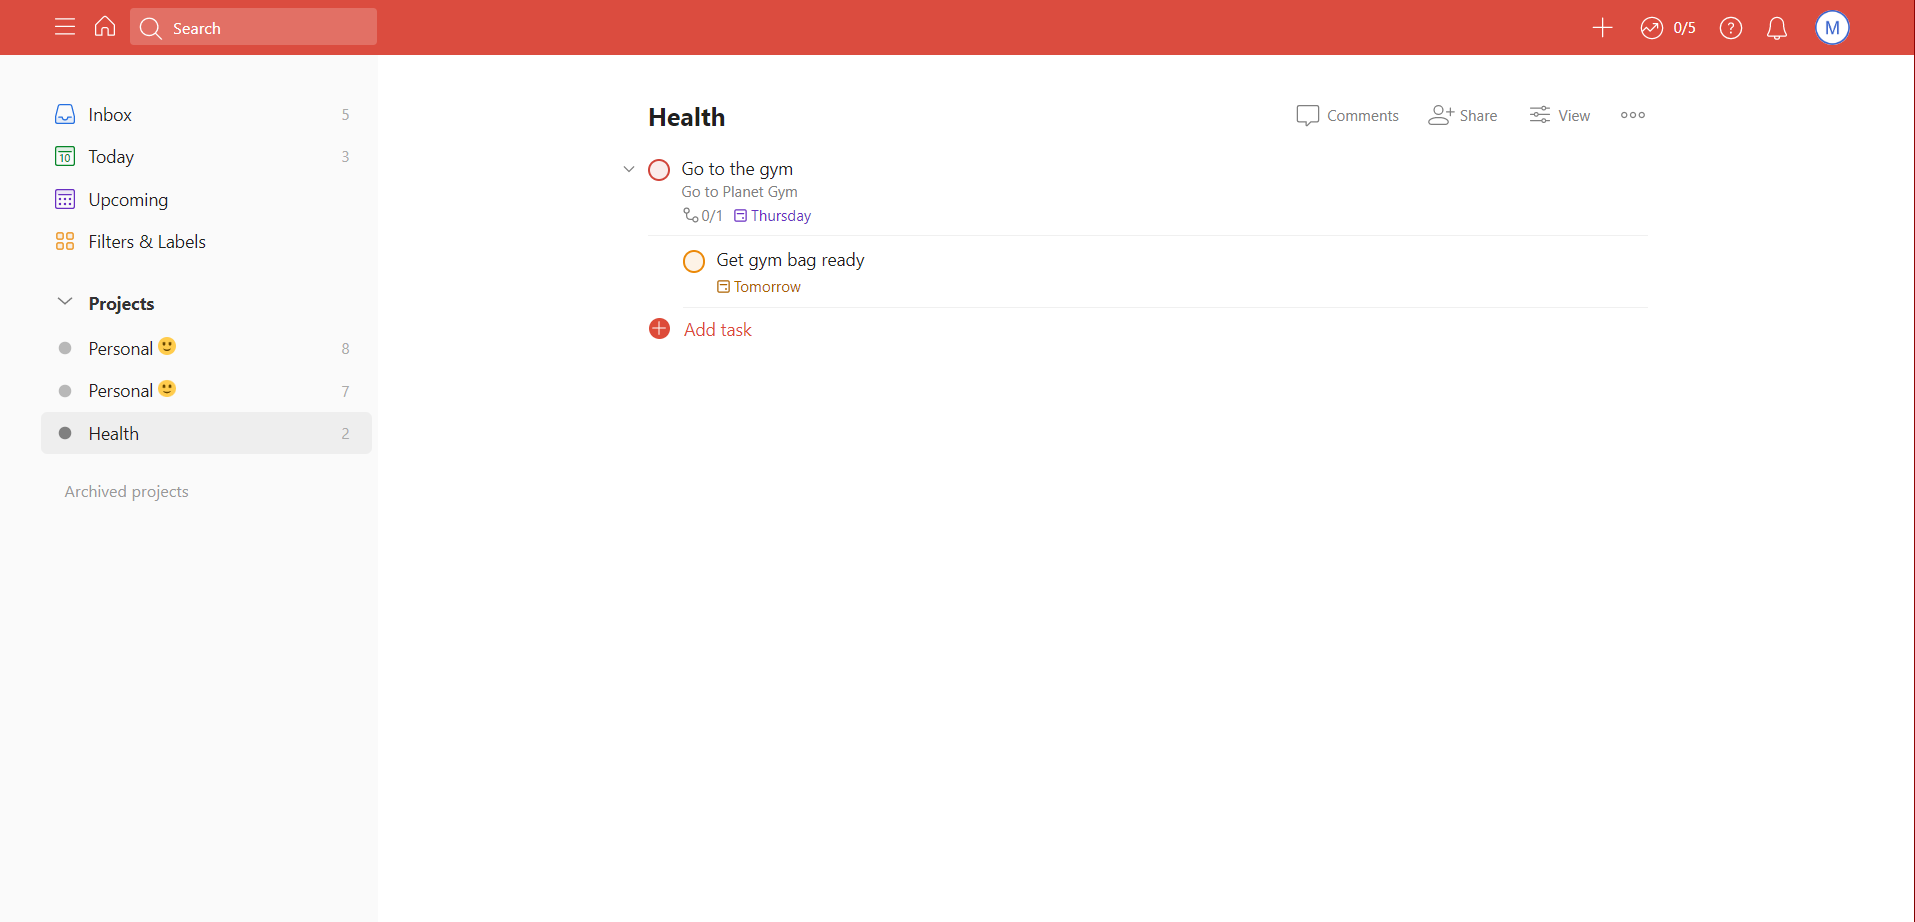 Search
0/5
M
Inbox 5
10 Today 3
Upcoming
Filters & Labels
Projects
Personal 🙂 8
Personal 🙂 7
Health 2
Archived projects
Health
Comments Share View
Go to the gym
Go to Planet Gym
0/1 Thursday
Get gym bag ready
Tomorrow
Add task